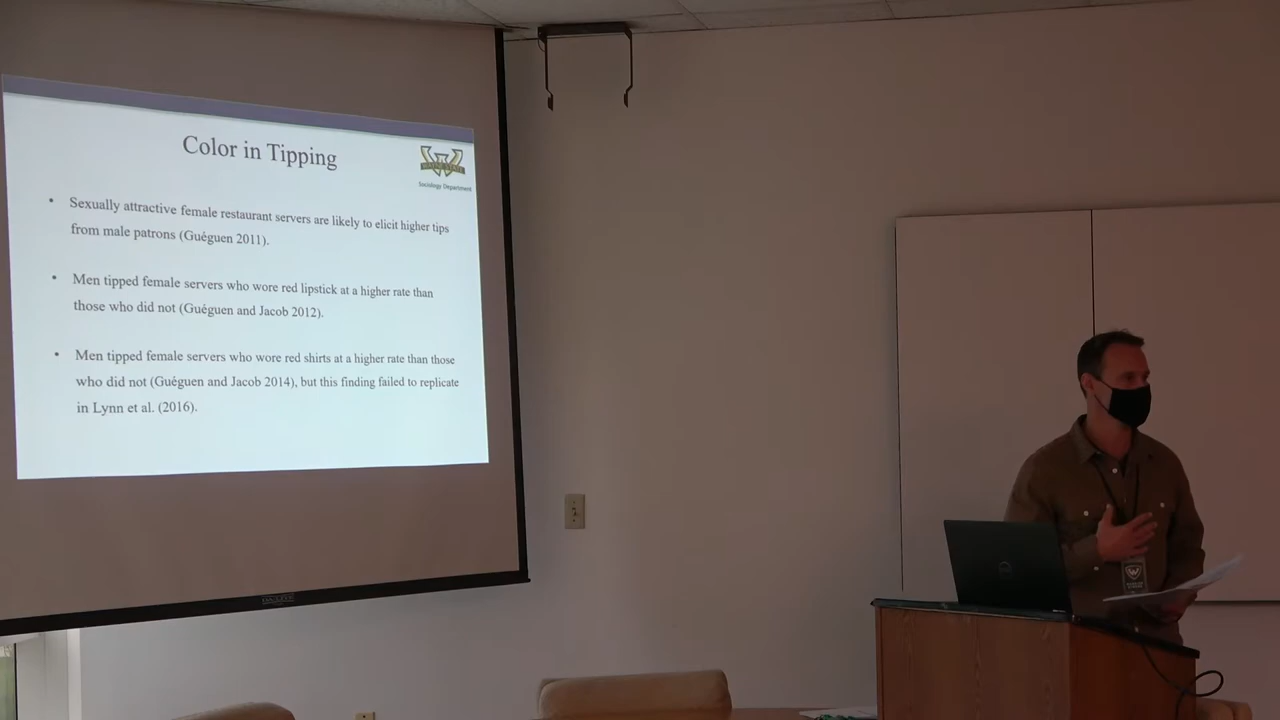 Color in Tipping
WAYNE STATE
Sociology Department
• Sexually attractive female restaurant servers are likely to elicit higher tips
from male patrons (Guéguen 2011).
• Men tipped female servers who wore red lipstick at a higher rate than
those who did not (Guéguen and Jacob 2012).
• Men tipped female servers who wore red shirts at a higher rate than those
who did not (Guéguen and Jacob 2014), but this finding failed to replicate
in Lynn et al. (2016).
DELL